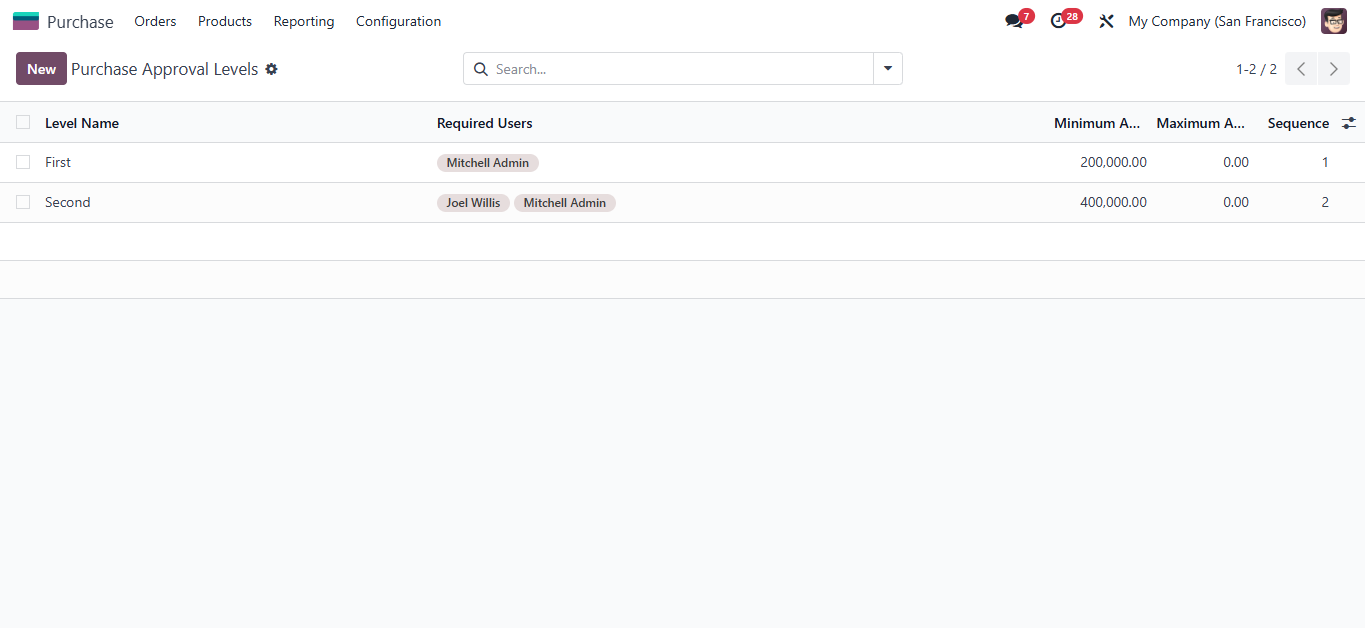 Purchase Orders Products Reporting Configuration 7 28 My Company (San Francisco)
New Purchase Approval Levels Search... 1-2 / 2
Level Name Required Users Minimum A... Maximum A... Sequence
First Mitchell Admin 200,000.00 0.00 1
Second Joel Willis Mitchell Admin 400,000.00 0.00 2